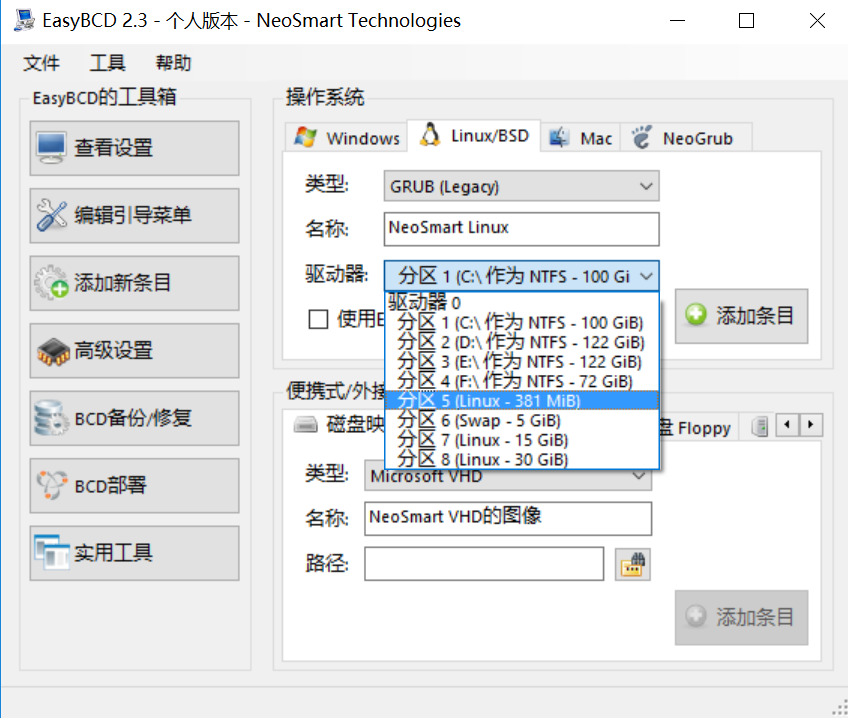 EasyBCD 2.3 - 个人版本 - NeoSmart Technologies
文件 工具 帮助
EasyBCD的工具箱
查看设置
编辑引导菜单
添加新条目
高级设置
BCD备份/修复
BCD部署
实用工具
操作系统
Windows Linux/BSD Mac NeoGrub
类型: GRUB (Legacy)
名称: NeoSmart Linux
驱动器: 分区 1 (C:\ 作为 NTFS - 100 Gi
驱动器 0
分区 1 (C:\ 作为 NTFS - 100 GiB)
分区 2 (D:\ 作为 NTFS - 122 GiB)
分区 3 (E:\ 作为 NTFS - 122 GiB)
分区 4 (F:\ 作为 NTFS - 72 GiB)
分区 5 (Linux - 381 MiB)
分区 6 (Swap - 5 GiB)
分区 7 (Linux - 15 GiB)
分区 8 (Linux - 30 GiB)
使用E
添加条目
便携式/外接
磁盘映 盘 Floppy
类型: Microsoft VHD
名称: NeoSmart VHD的图像
路径:
添加条目